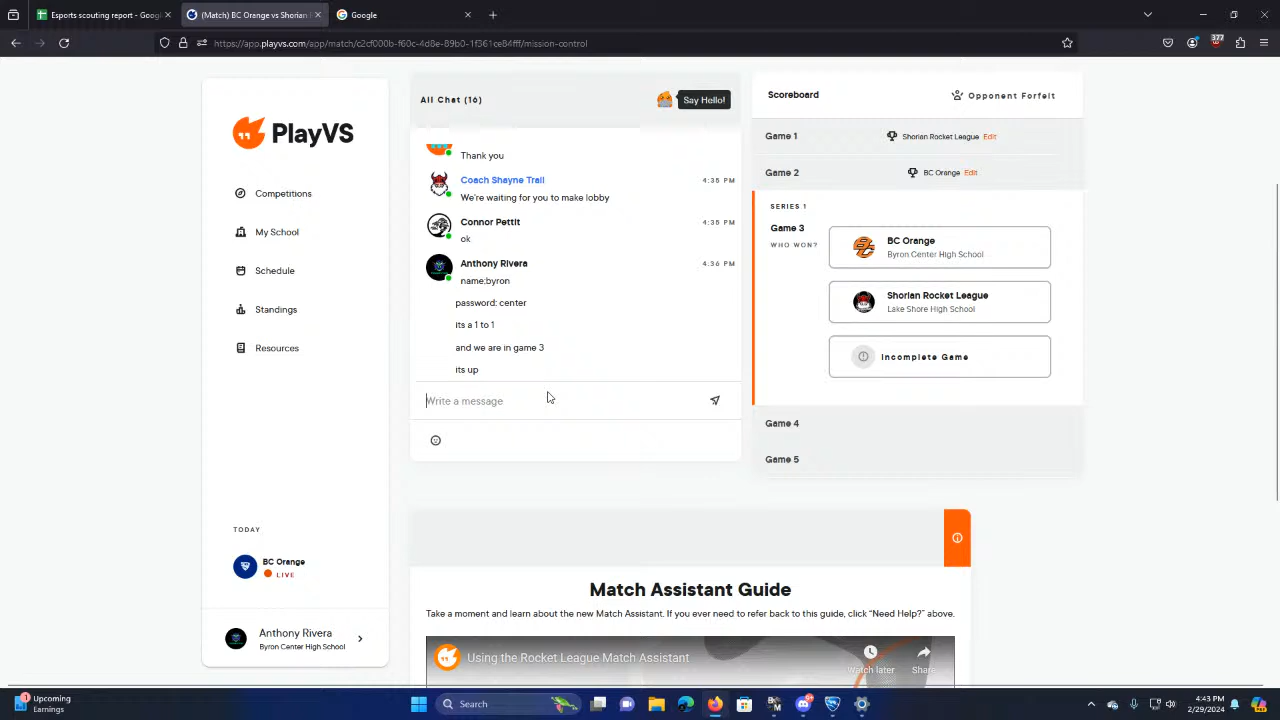 Esports scouting report - Goog
(Match) BC Orange vs Shorian
Google
https://app.playvs.com/app/match/c2cf000b-f60c-4d8e-89b0-1f361ce84fff/mission-control
377
PlayVS
Competitions
My School
Schedule
Standings
Resources
TODAY
BC Orange
LIVE
Anthony Rivera
Byron Center High School
All Chat (16)
Say Hello!
Thank you
Coach Shayne Trail
4:35 PM
We're waiting for you to make lobby
Connor Pettit
4:35 PM
ok
Anthony Rivera
4:36 PM
name:byron
password: center
its a 1 to 1
and we are in game 3
its up
Write a message
Scoreboard
Opponent Forfeit
Game 1
Shorian Rocket League Edit
Game 2
BC Orange Edit
SERIES 1
Game 3
WHO WON?
BC Orange
Byron Center High School
Shorian Rocket League
Lake Shore High School
Incomplete Game
Game 4
Game 5
Match Assistant Guide
Take a moment and learn about the new Match Assistant. If you ever need to refer back to this guide, click “Need Help?” above.
Using the Rocket League Match Assistant
Watch later
Share
1
Upcoming
Earnings
Search
4:43 PM
2/29/2024